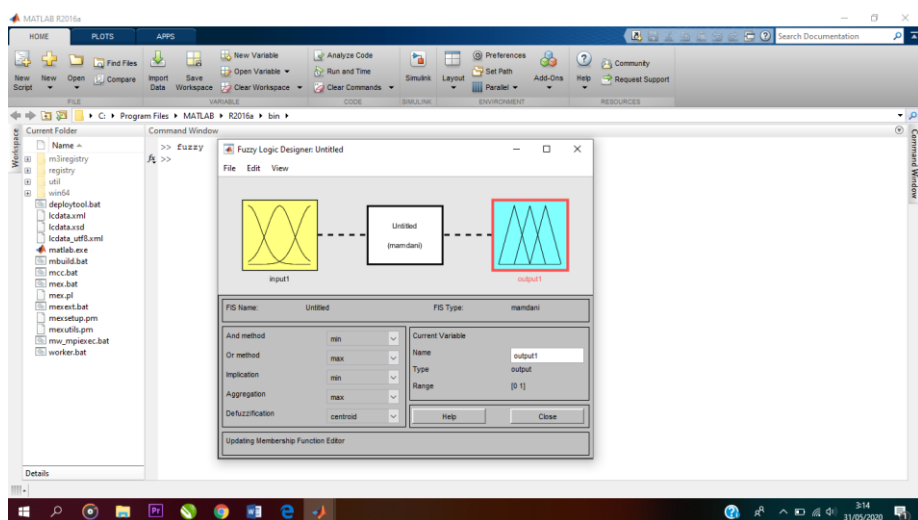 MATLAB R2016a
HOME PLOTS APPS
Search Documentation
New Script
New
Open
Find Files
Compare
Import Data
Save Workspace
New Variable
Open Variable
Clear Workspace
Analyze Code
Run and Time
Clear Commands
Simulink
Layout
Preferences
Set Path
Parallel
Add-Ons
Help
Community
Request Support
FILE VARIABLE CODE SIMULINK ENVIRONMENT RESOURCES
C: Program Files MATLAB R2016a bin
Workspace
Current Folder
Name
m3iregistry
registry
util
win64
deploytool.bat
lcdata.xml
lcdata.xsd
lcdata_utf8.xml
matlab.exe
mbuild.bat
mcc.bat
mex.bat
mex.pl
mexext.bat
mexsetup.pm
mexutils.pm
mw_mpiexec.bat
worker.bat
Details
Command Window
>> fuzzy
fx >>
Fuzzy Logic Designer: Untitled
File Edit View
input1
Untitled
(mamdani)
output1
FIS Name: Untitled FIS Type: mamdani
And method min
Or method max
Implication min
Aggregation max
Defuzzification centroid
Current Variable
Name output1
Type output
Range [0 1]
Help Close
Updating Membership Function Editor
Command Window
Pr
3:14
31/05/2020